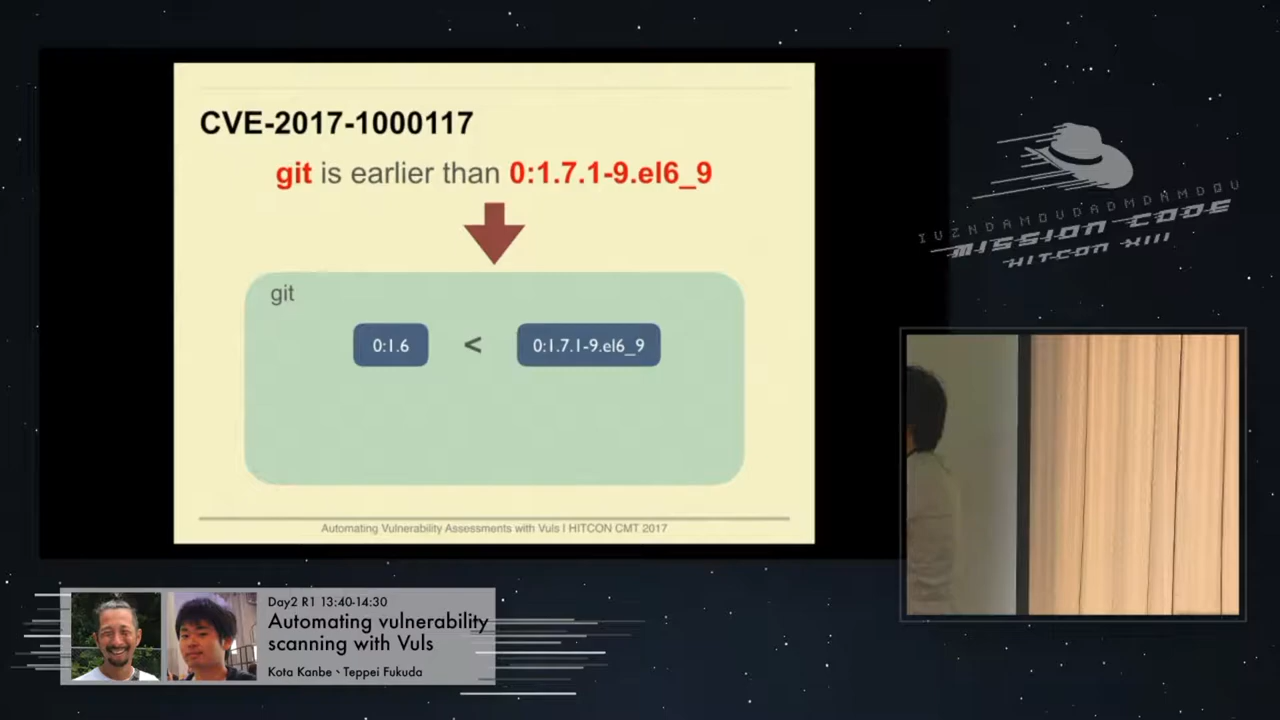 CVE-2017-1000117
git is earlier than 0:1.7.1-9.el6_9
git
0:1.6 < 0:1.7.1-9.el6_9
Automating Vulnerability Assessments with Vuls | HITCON CMT 2017
MISSION CODE
HITCON XIII
Day2 R1 13:40-14:30
Automating vulnerability
scanning with Vuls
Kota Kanbe、Teppei Fukuda